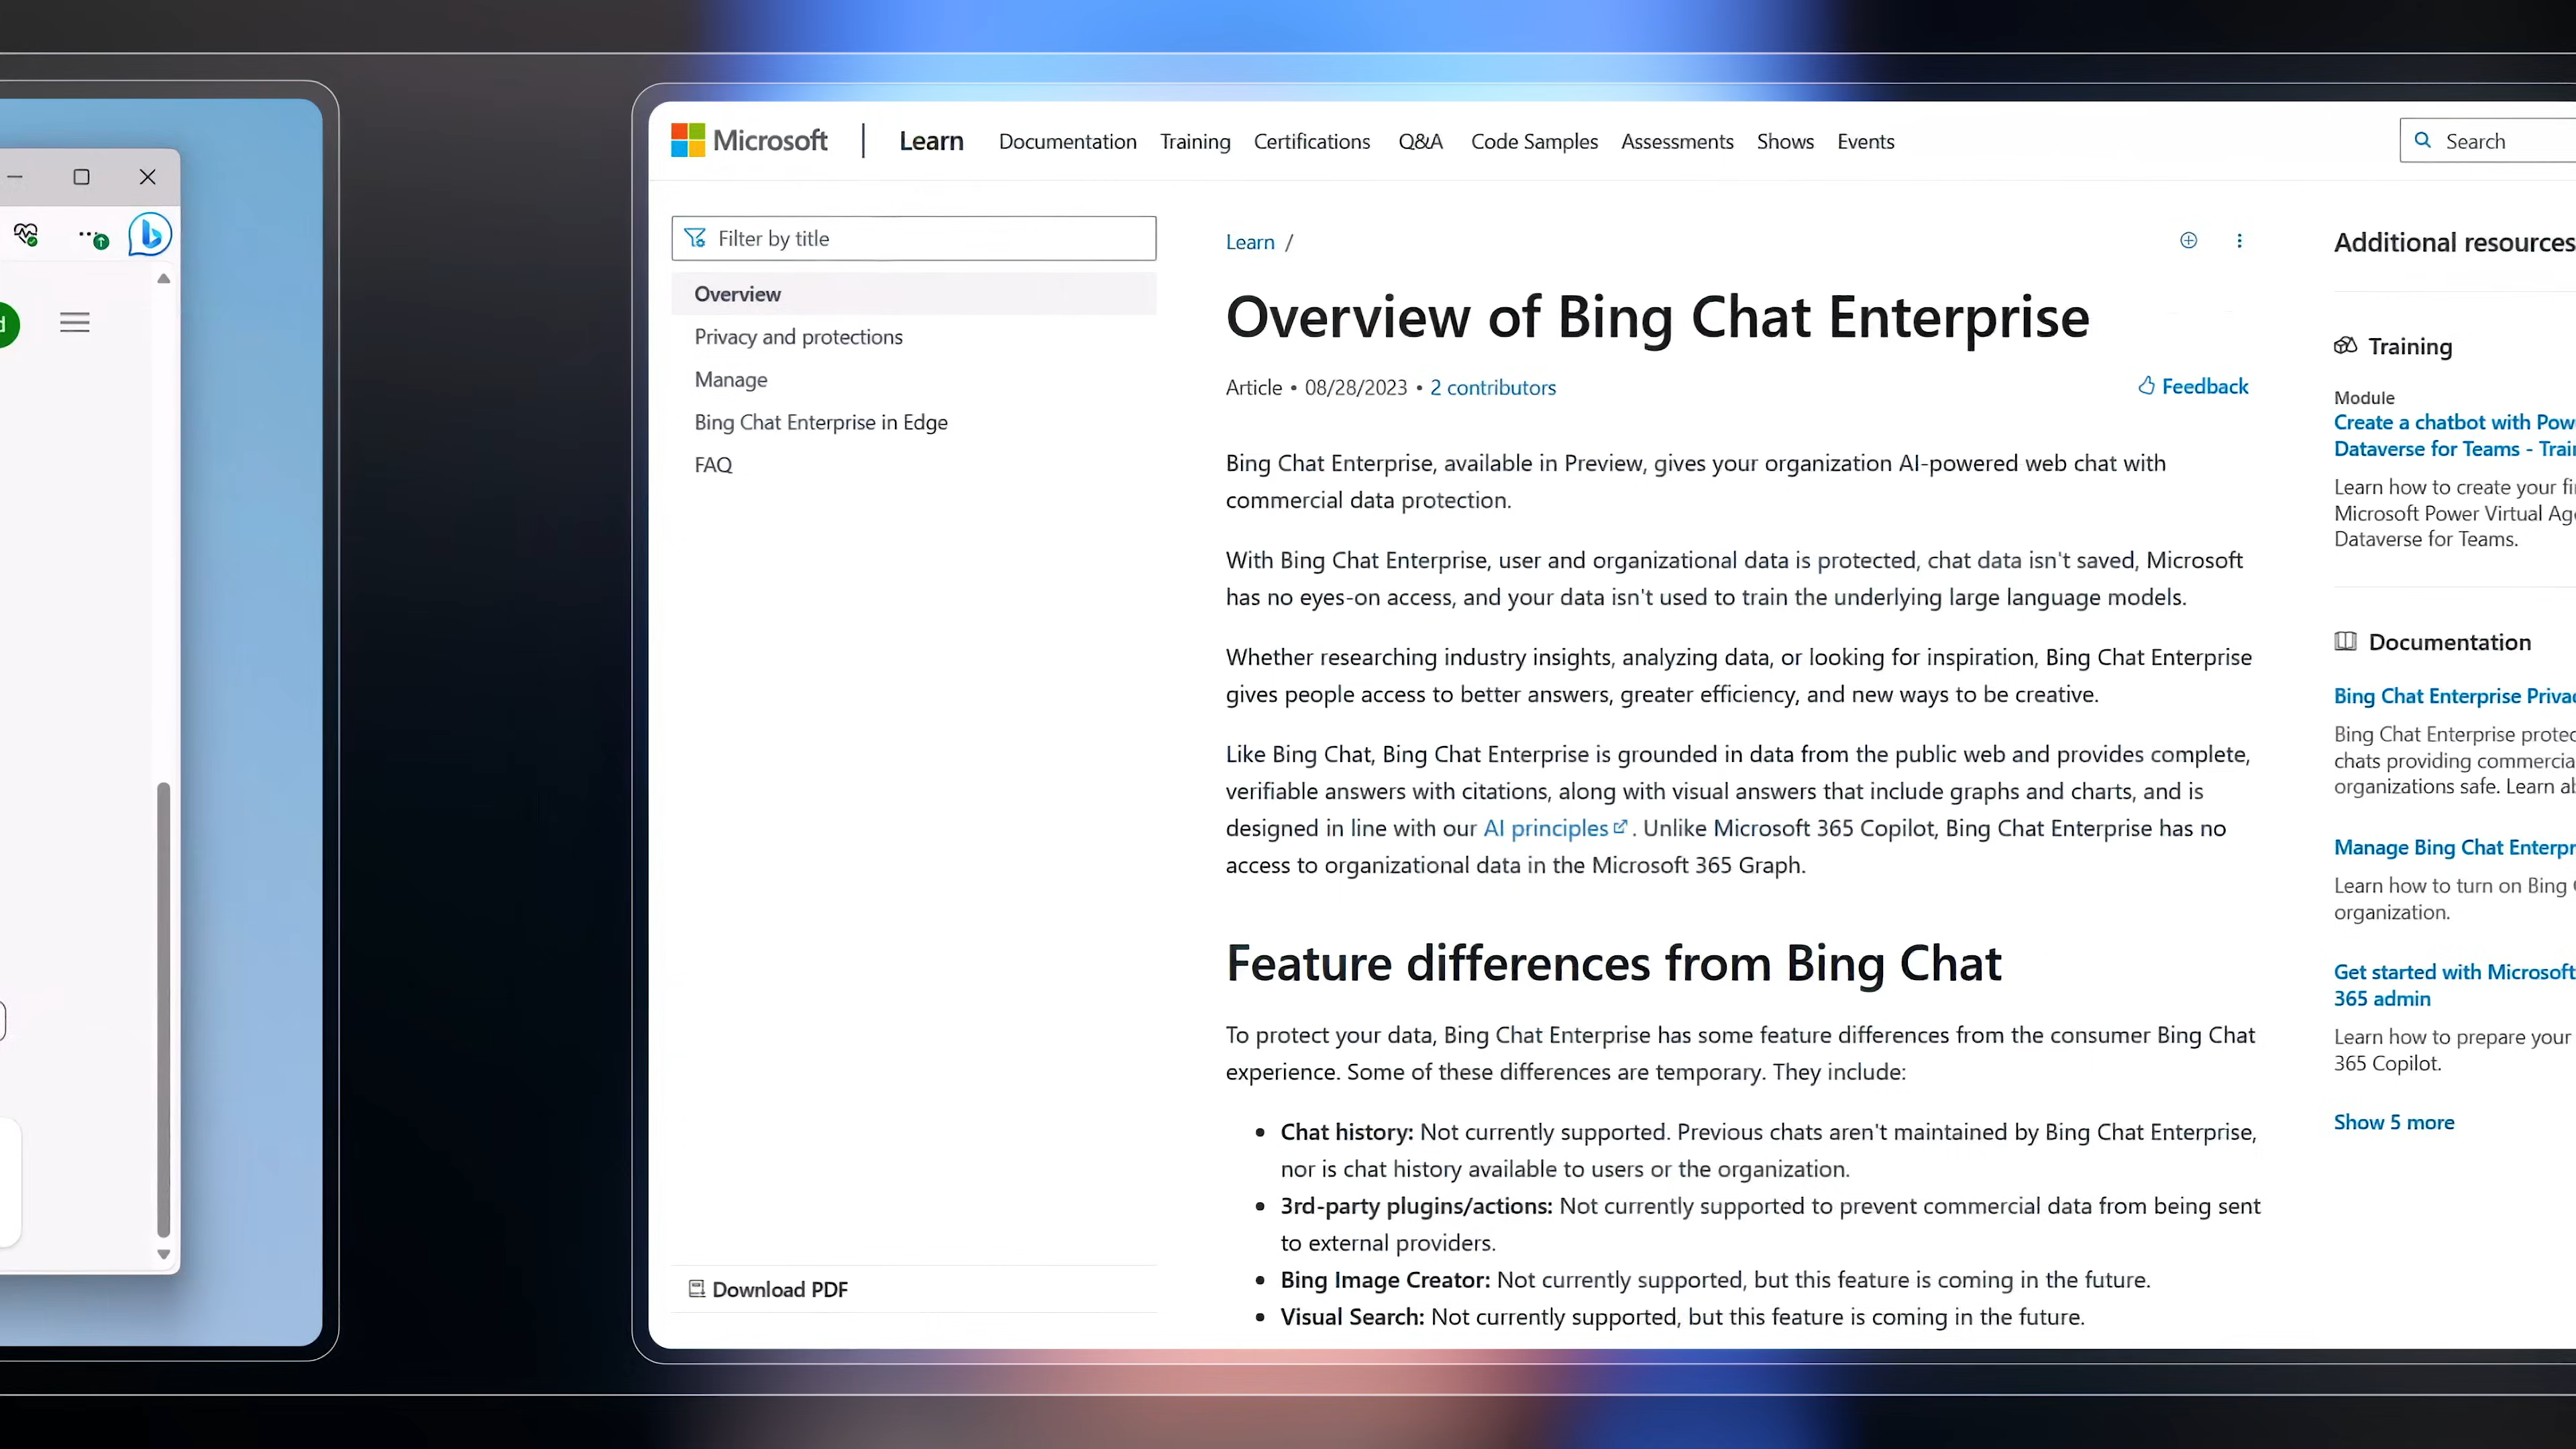 Microsoft
Learn Documentation Training Certifications Q&A Code Samples Assessments Shows Events
Search
Filter by title
Overview
Privacy and protections
Manage
Bing Chat Enterprise in Edge
FAQ
Download PDF
Learn /
Overview of Bing Chat Enterprise
Article • 08/28/2023 • 2 contributors
Feedback
Bing Chat Enterprise, available in Preview, gives your organization AI-powered web chat with
commercial data protection.
With Bing Chat Enterprise, user and organizational data is protected, chat data isn't saved, Microsoft
has no eyes-on access, and your data isn't used to train the underlying large language models.
Whether researching industry insights, analyzing data, or looking for inspiration, Bing Chat Enterprise
gives people access to better answers, greater efficiency, and new ways to be creative.
Like Bing Chat, Bing Chat Enterprise is grounded in data from the public web and provides complete,
verifiable answers with citations, along with visual answers that include graphs and charts, and is
designed in line with our AI principles. Unlike Microsoft 365 Copilot, Bing Chat Enterprise has no
access to organizational data in the Microsoft 365 Graph.
Feature differences from Bing Chat
To protect your data, Bing Chat Enterprise has some feature differences from the consumer Bing Chat
experience. Some of these differences are temporary. They include:
• Chat history: Not currently supported. Previous chats aren't maintained by Bing Chat Enterprise,
nor is chat history available to users or the organization.
• 3rd-party plugins/actions: Not currently supported to prevent commercial data from being sent
to external providers.
• Bing Image Creator: Not currently supported, but this feature is coming in the future.
• Visual Search: Not currently supported, but this feature is coming in the future.
Additional resources
Training
Module
Create a chatbot with
Dataverse for Teams -
Learn how to create your
Microsoft Power Virtual
Dataverse for Teams.
Documentation
Bing Chat Enterprise
Bing Chat Enterprise
chats providing
organizations safe. Learn
Manage Bing Chat
Learn how to turn on Bing
organization.
Get started with Microsoft
365 admin
Learn how to prepare your
365 Copilot.
Show 5 more